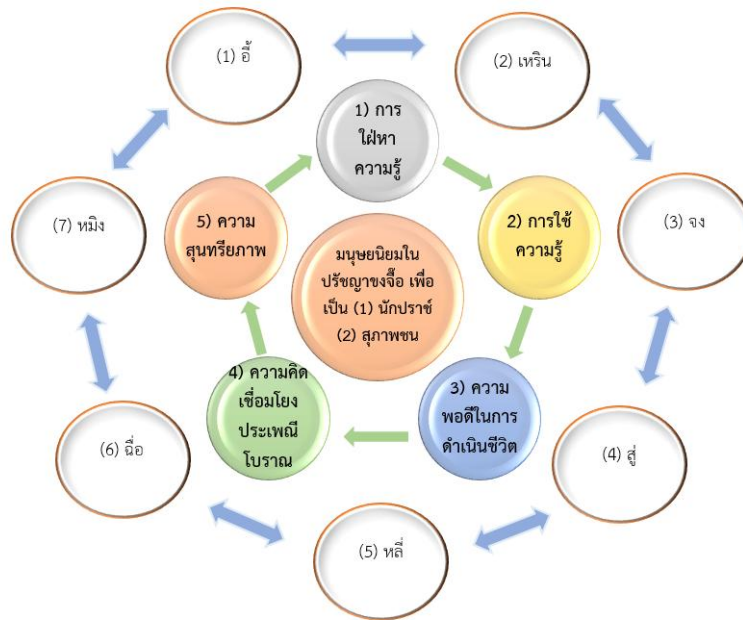 (1) อี้
(2) เหริน
(3) จง
(4) สู่
(5) หลี่
(6) ฉื่อ
(7) หมิง
1) การ
ใฝ่หา
ความรู้
2) การใช้
ความรู้
3) ความ
พอดีในการ
ดำเนินชีวิต
4) ความคิด
เชื่อมโยง
ประเพณี
โบราณ
5) ความ
สุนทรียภาพ
มนุษยนิยมใน
ปรัชญาขงจื๊อ เพื่อ
เป็น (1) นักปราช์
(2) สุภาพชน